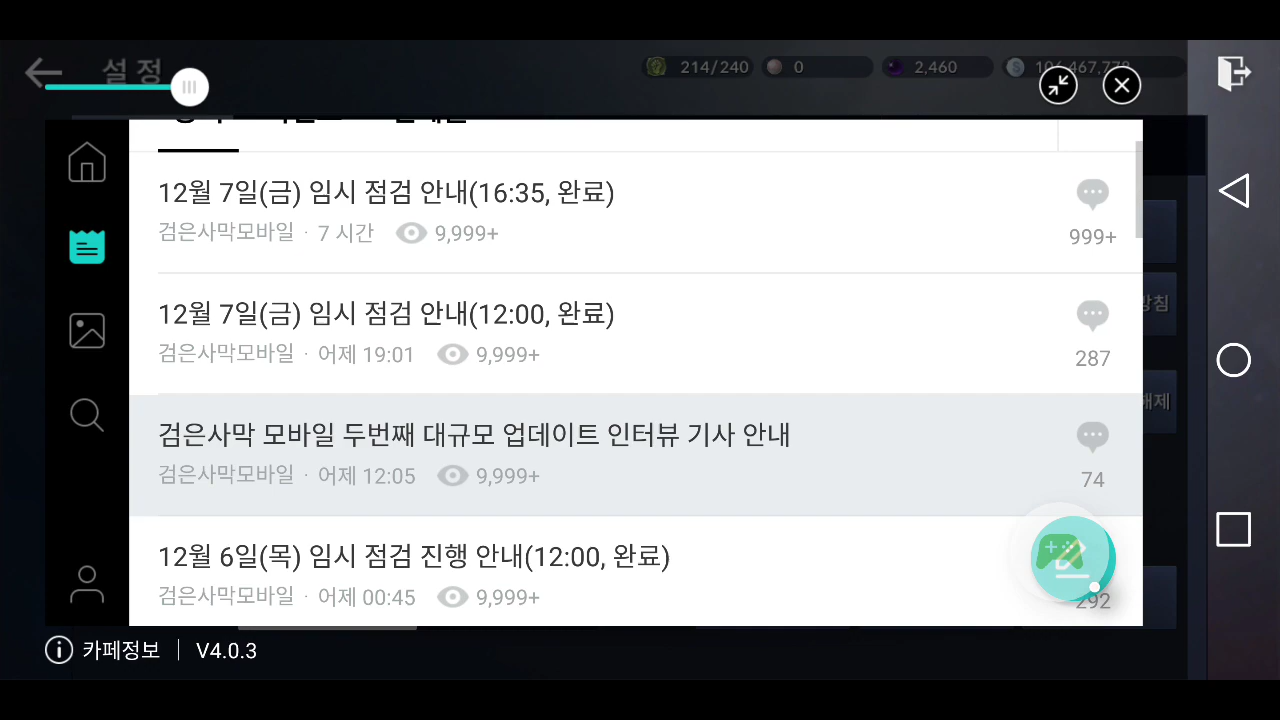 설정
214/240
0
2,460
106,467,778
12월 7일(금) 임시 점검 안내(16:35, 완료)
검은사막모바일 · 7 시간 9,999+
999+
12월 7일(금) 임시 점검 안내(12:00, 완료)
검은사막모바일 · 어제 19:01 9,999+
287
방침
해제
검은사막 모바일 두번째 대규모 업데이트 인터뷰 기사 안내
검은사막모바일 · 어제 12:05 9,999+
74
12월 6일(목) 임시 점검 진행 안내(12:00, 완료)
검은사막모바일 · 어제 00:45 9,999+
292
카페정보 | V4.0.3